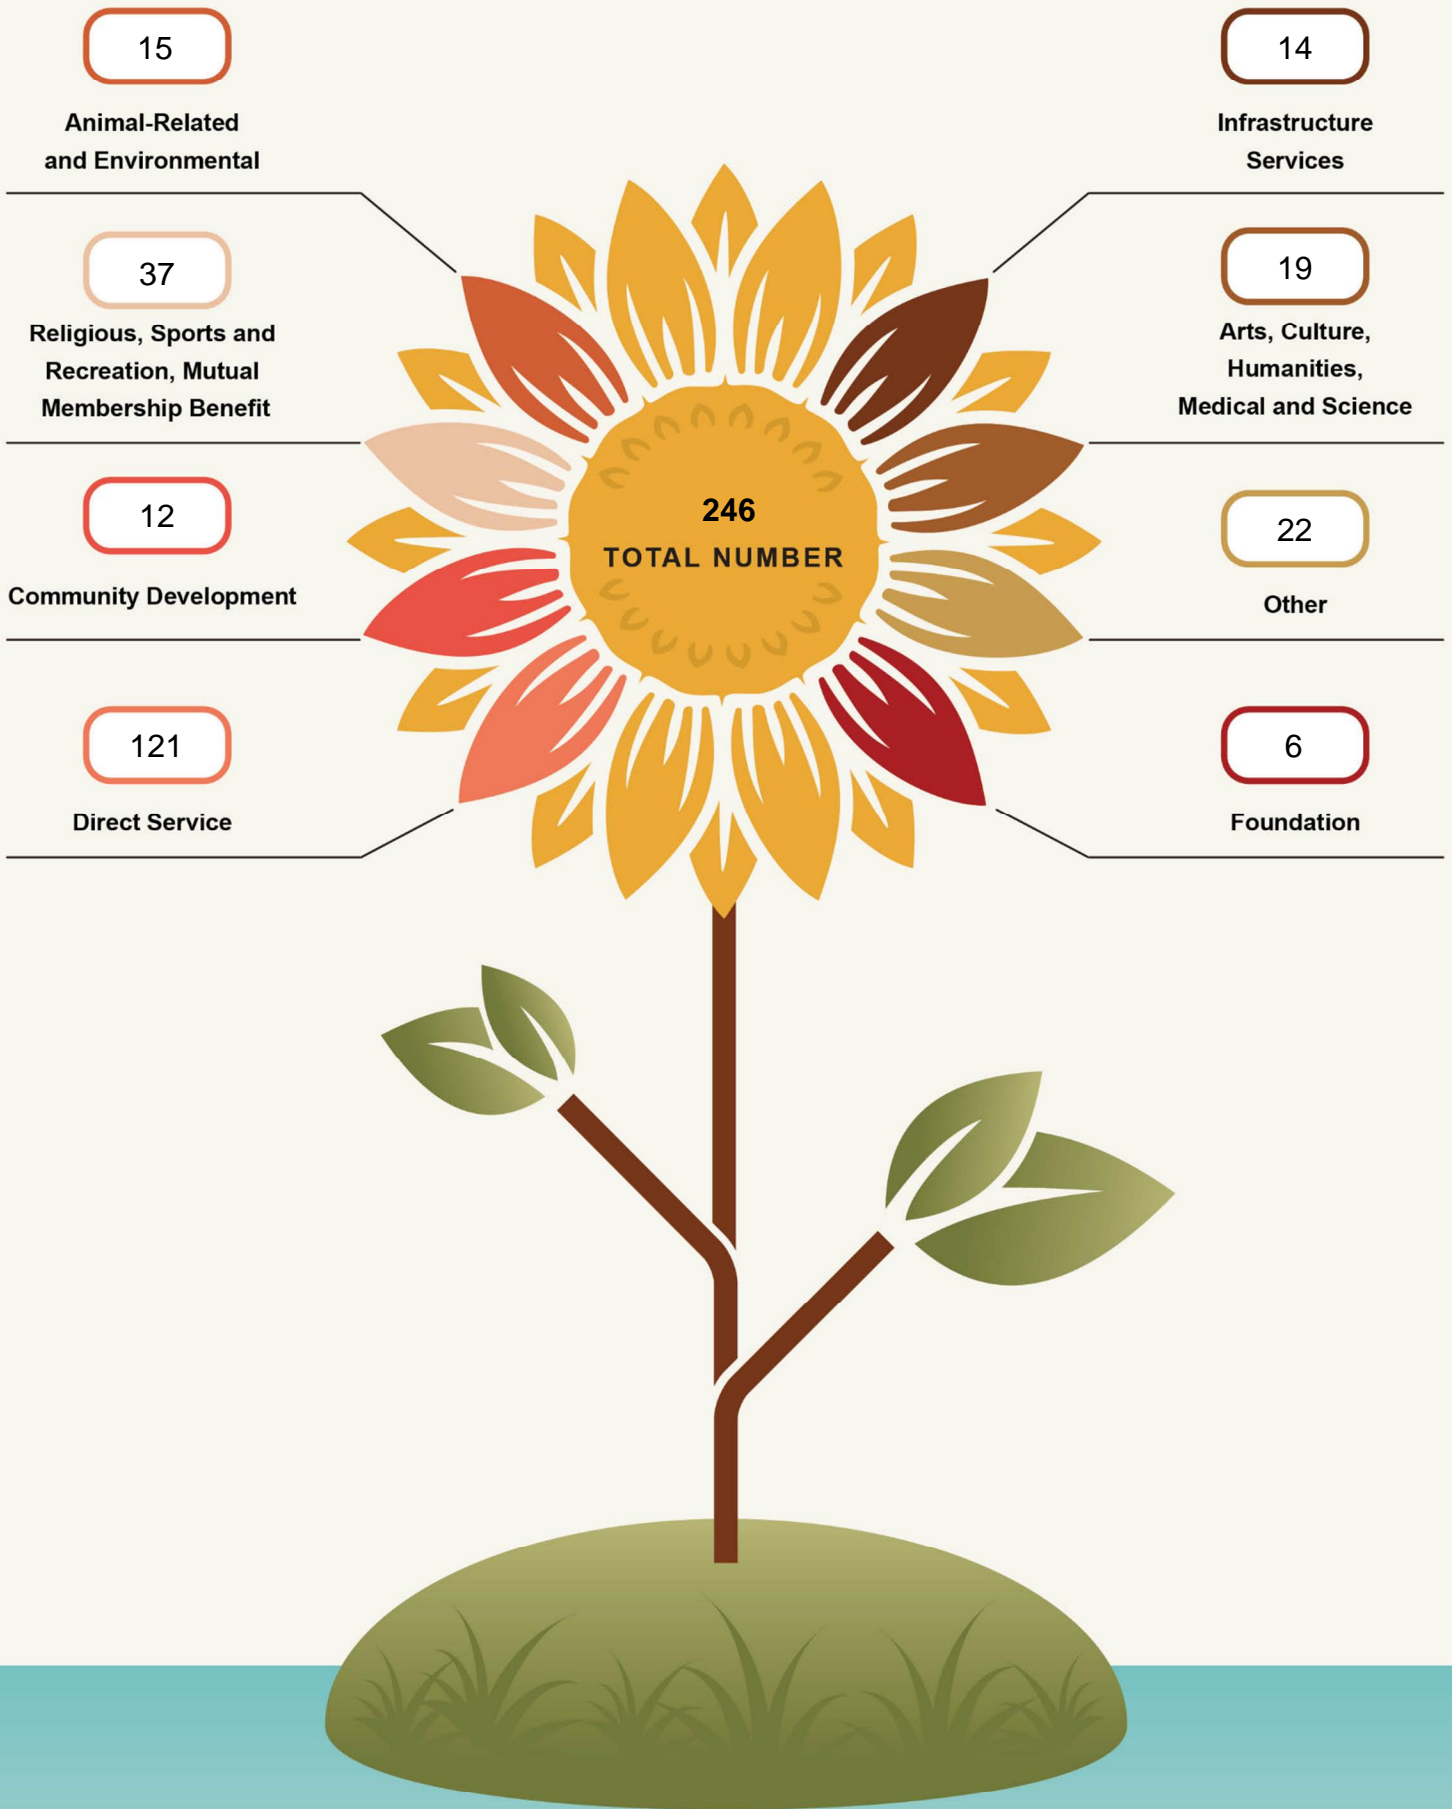 15
Animal-Related
and Environmental
37
Religious, Sports and
Recreation, Mutual
Membership Benefit
12
Community Development
121
Direct Service
246
TOTAL NUMBER
14
Infrastructure
Services
19
Arts, Culture,
Humanities,
Medical and Science
22
Other
6
Foundation